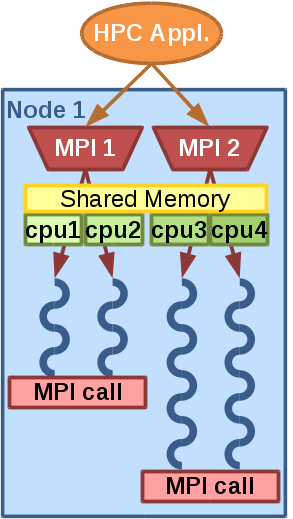 HPC Appl.
Node 1
MPI 1 MPI 2
Shared Memory
cpu1 cpu2 cpu3 cpu4
MPI call
MPI call